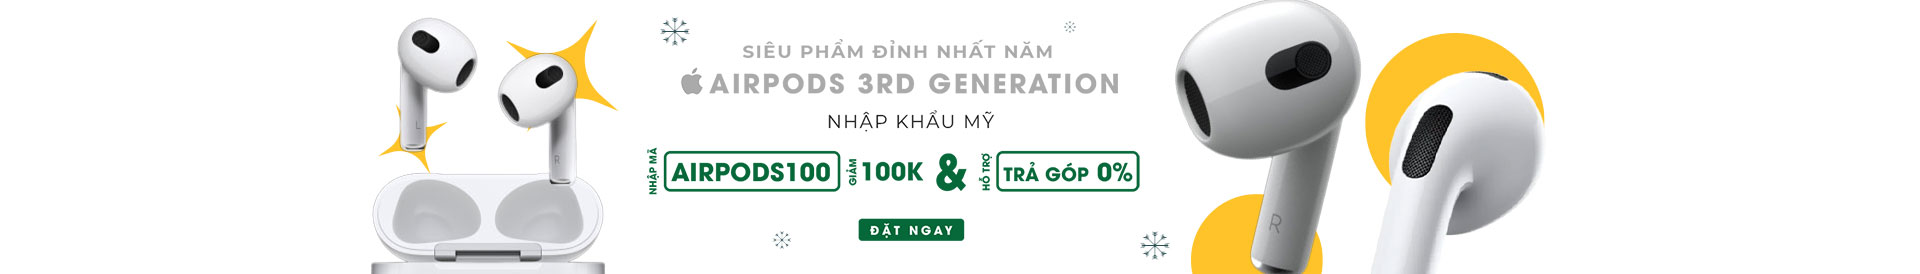 SIÊU PHẨM ĐỈNH NHẤT NĂM
AIRPODS 3RD GENERATION
NHẬP KHẨU MỸ
NHẬP MÃ AIRPODS100 GIẢM 100K & HỖ TRỢ TRẢ GÓP 0%
ĐẶT NGAY
L
R
R